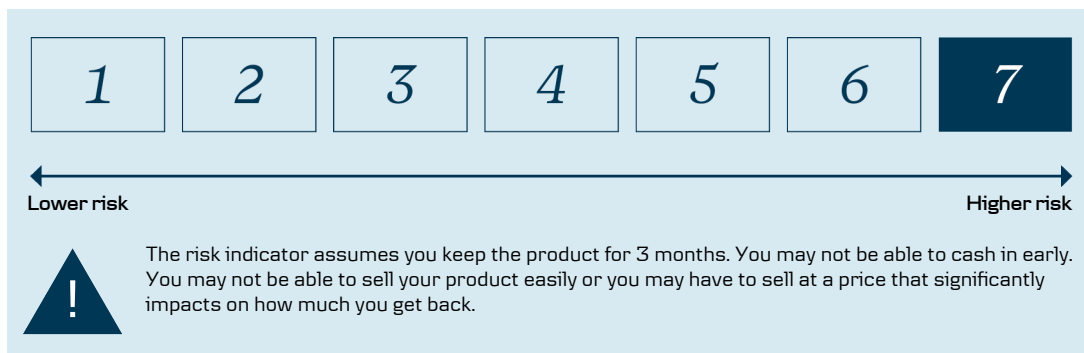 1 2 3 4 5 6 7
Lower risk Higher risk
The risk indicator assumes you keep the product for 3 months. You may not be able to cash in early.
You may not be able to sell your product easily or you may have to sell at a price that significantly
impacts on how much you get back.
!